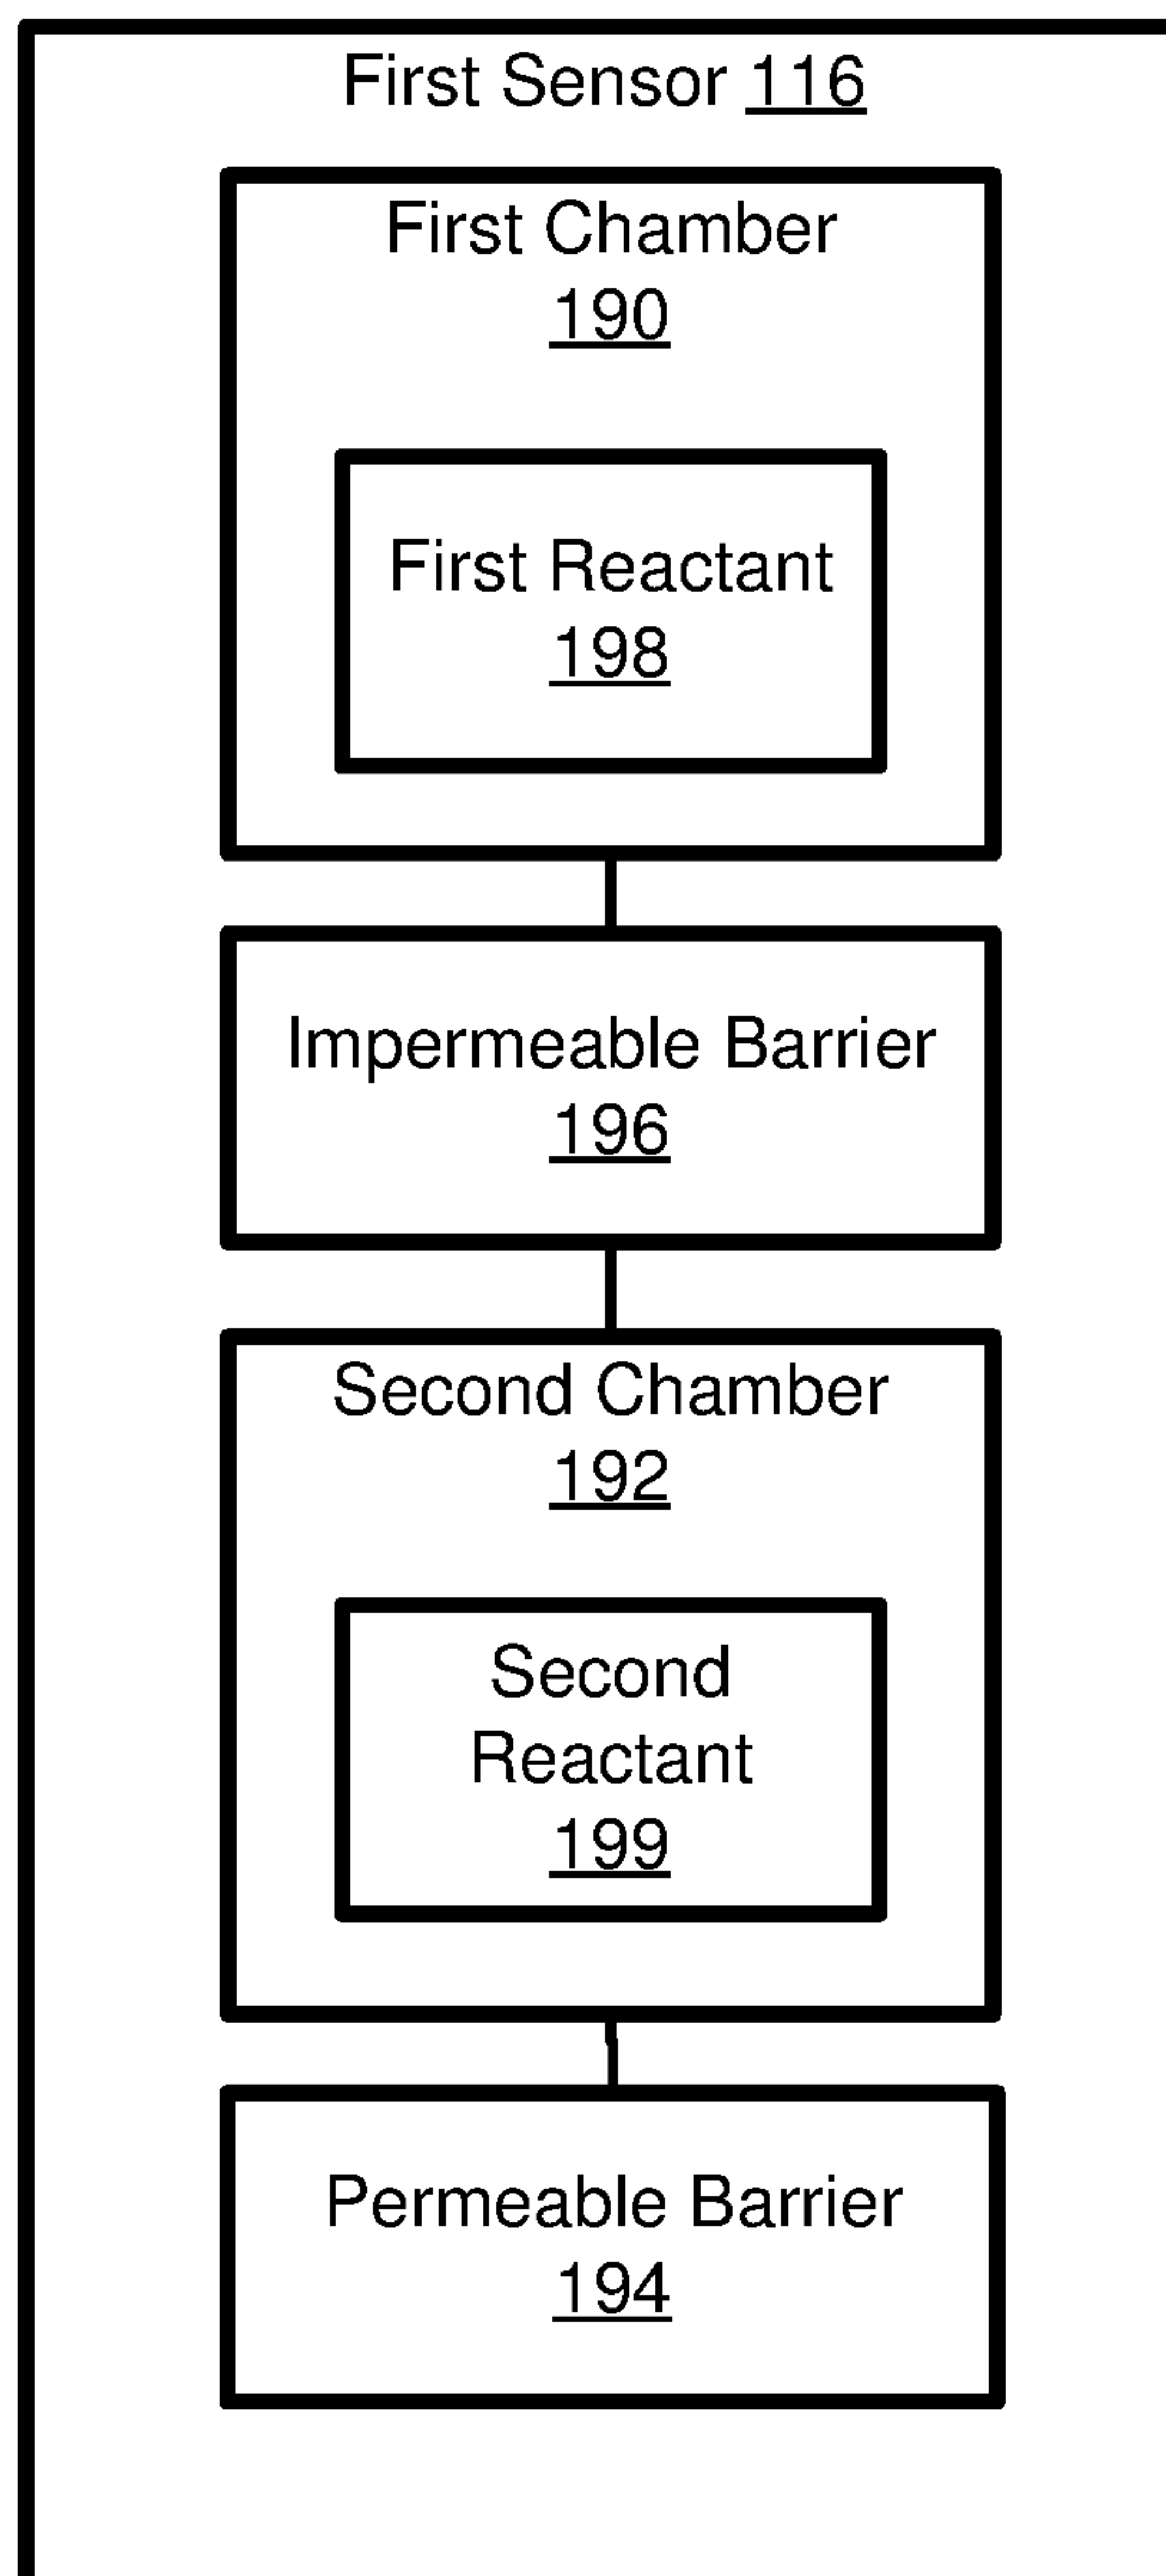 First Sensor 116
First Chamber
190
First Reactant
198
Impermeable Barrier
196
Second Chamber
192
Second
Reactant
199
Permeable Barrier
194